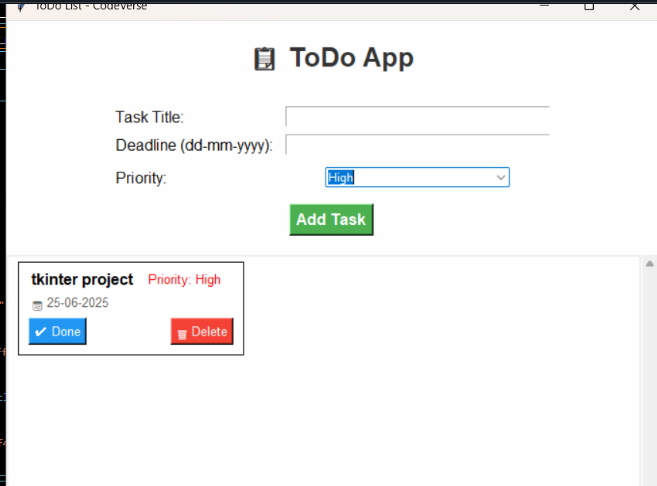 ToDo List - CodeVerse
📋 ToDo App
Task Title:
Deadline (dd-mm-yyyy):
Priority: High
Add Task
tkinter project Priority: High
25-06-2025
✔ Done Delete